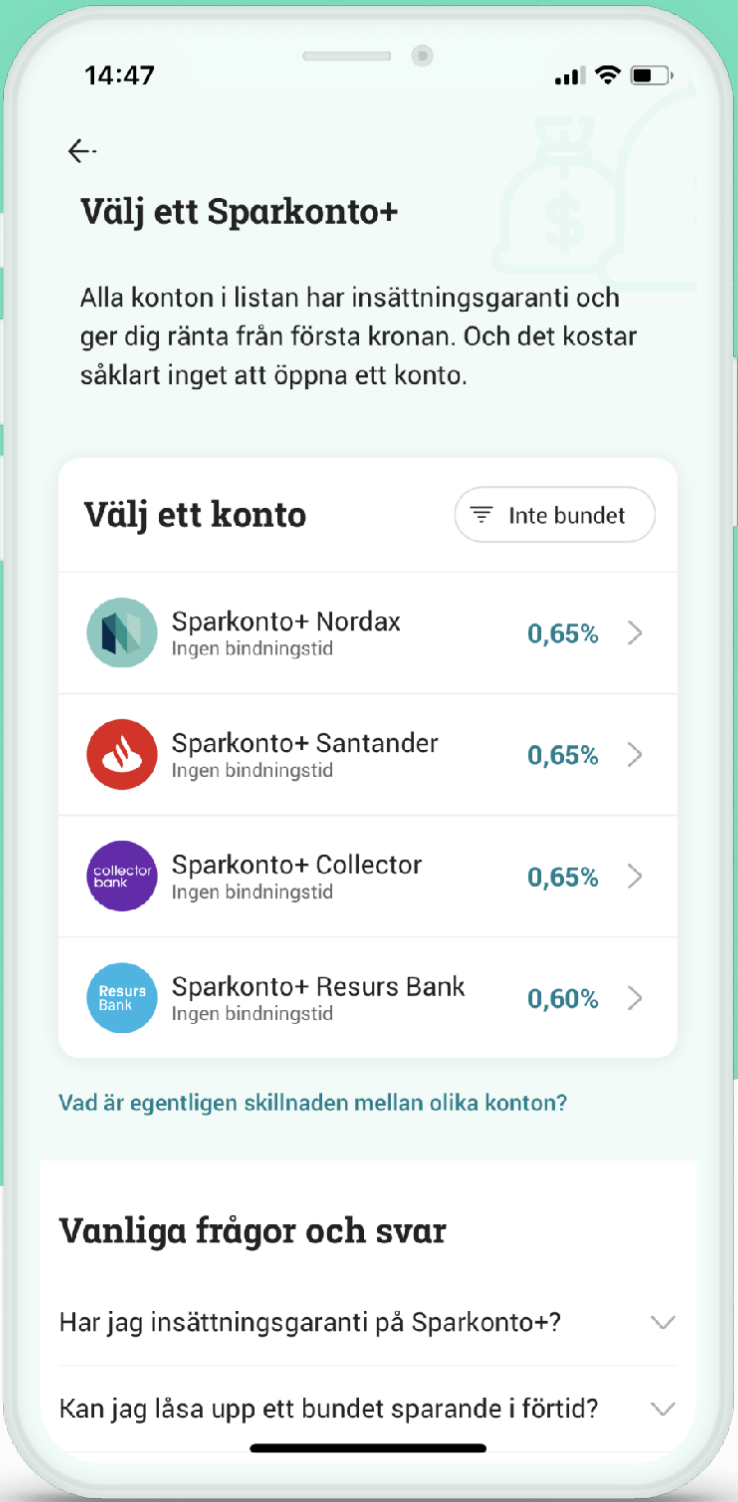 14:47
Välj ett Sparkonto+
Alla konton i listan har insättningsgaranti och
ger dig ränta från första kronan. Och det kostar
såklart inget att öppna ett konto.
Välj ett konto
Inte bundet
Sparkonto+ Nordax
Ingen bindningstid
0,65%
Sparkonto+ Santander
Ingen bindningstid
0,65%
collector
bank
Sparkonto+ Collector
Ingen bindningstid
0,65%
Resurs
Bank
Sparkonto+ Resurs Bank
Ingen bindningstid
0,60%
Vad är egentligen skillnaden mellan olika konton?
Vanliga frågor och svar
Har jag insättningsgaranti på Sparkonto+?
Kan jag låsa upp ett bundet sparande i förtid?